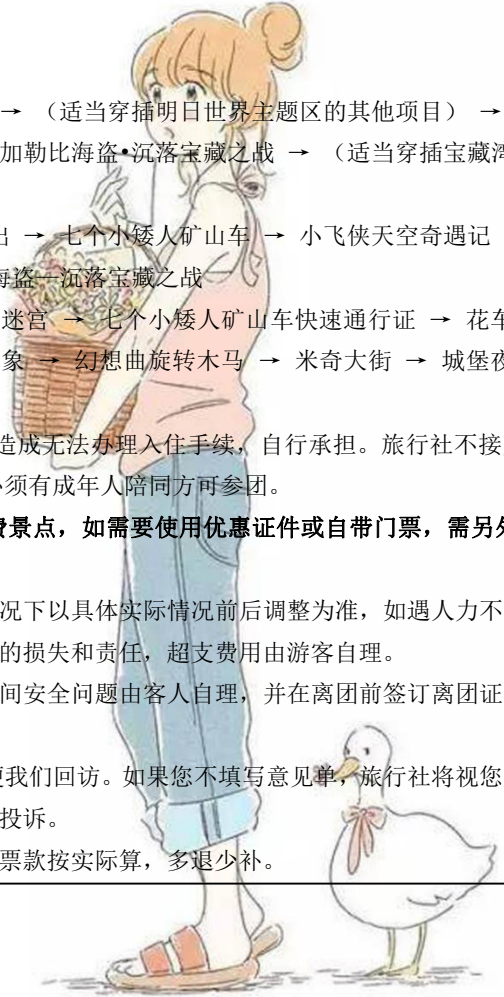 → （适当穿插明日世界主题区的其他项目） →
加勒比海盗•沉落宝藏之战 → （适当穿插宝藏湾
出 → 七个小矮人矿山车 → 小飞侠天空奇遇记
海盗—沉落宝藏之战
迷宫 → 七个小矮人矿山车快速通行证 → 花车
象 → 幻想曲旋转木马 → 米奇大街 → 城堡夜
造成无法办理入住手续，自行承担。旅行社不接
必须有成年人陪同方可参团。
费景点，如需要使用优惠证件或自带门票，需另外
况下以具体实际情况前后调整为准，如遇人力不
的损失和责任，超支费用由游客自理。
间安全问题由客人自理，并在离团前签订离团证
更我们回访。如果您不填写意见单，旅行社将视您
投诉。
票款按实际算，多退少补。